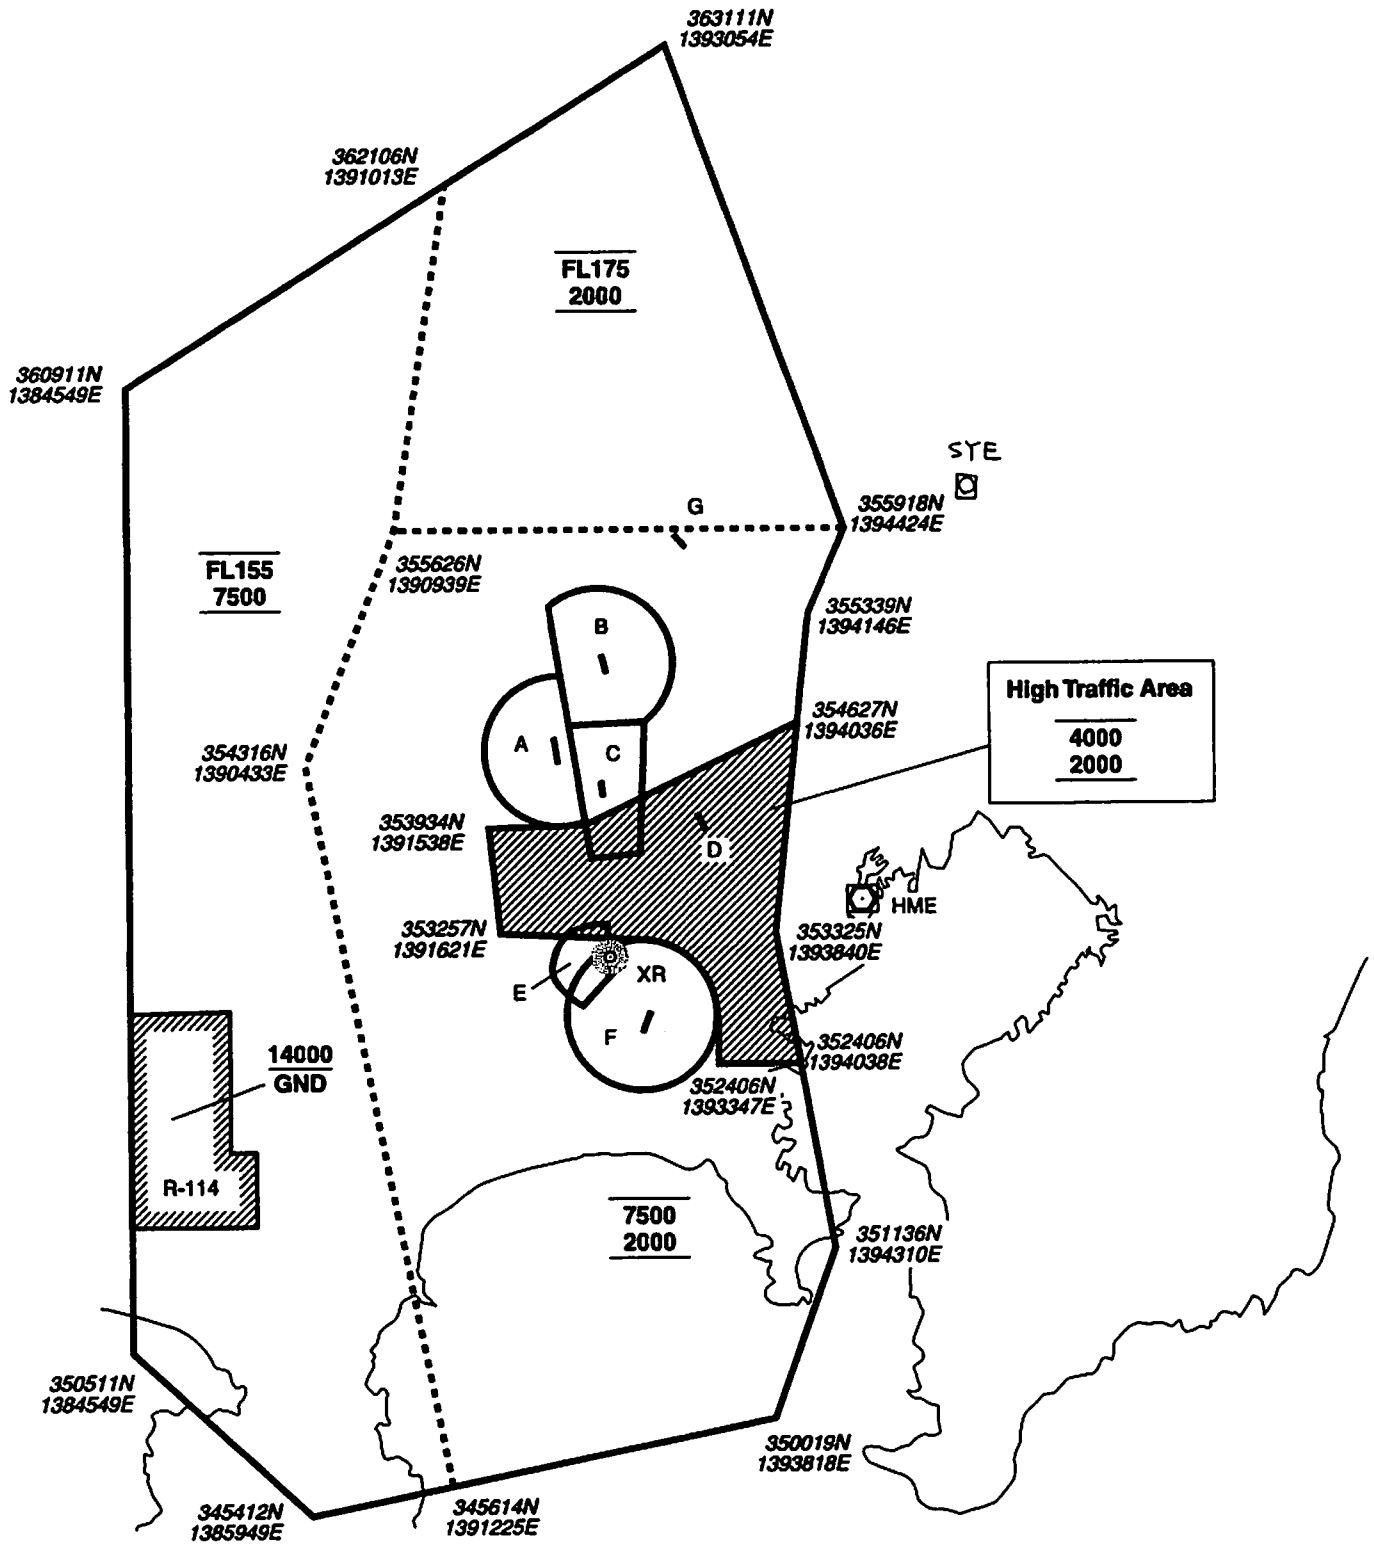 363111N
1393054E
362106N
1391013E
FL175
2000
360911N
1384549E
SYE
G
355918N
1394424E
FL155
7500
355626N
1390939E
355339N
1394146E
B
High Traffic Area
4000
2000
354627N
1394036E
A
C
354316N
1390433E
353934N
1391538E
D
HME
353257N
1391621E
353325N
1393840E
XR
E
F
14000
GND
352406N
1394038E
352406N
1393347E
R-114
7500
2000
351136N
1394310E
350511N
1384549E
350019N
1393818E
345412N
1385949E
345614N
1391225E